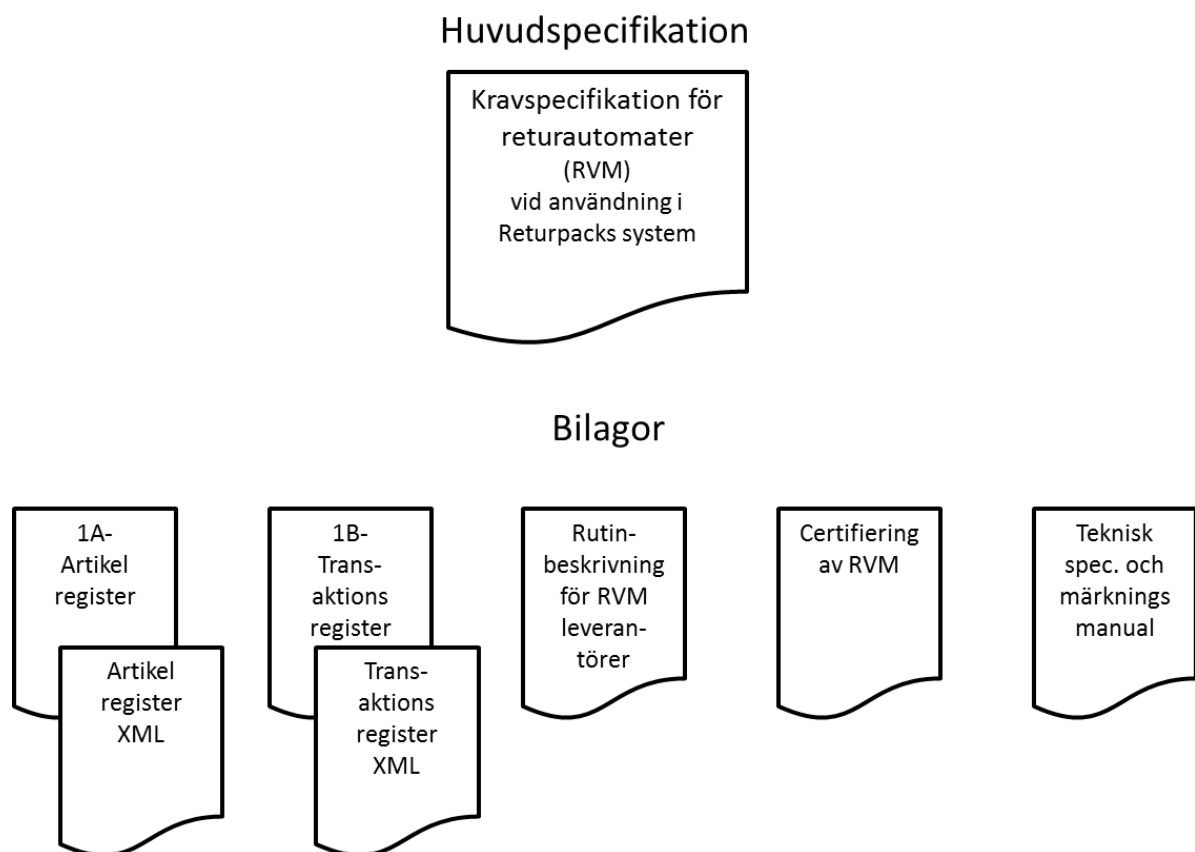 Huvudspecifikation
Kravspecifikation för
returautomater
(RVM)
vid användning i
Returpacks system
Bilagor
1A-
Artikel
register
Artikel
register
XML
1B-
Trans-
aktions
register
Trans-
aktions
register
XML
Rutin-
beskrivning
för RVM
leveran-
törer
Certifiering
av RVM
Teknisk
spec. och
märknings
manual